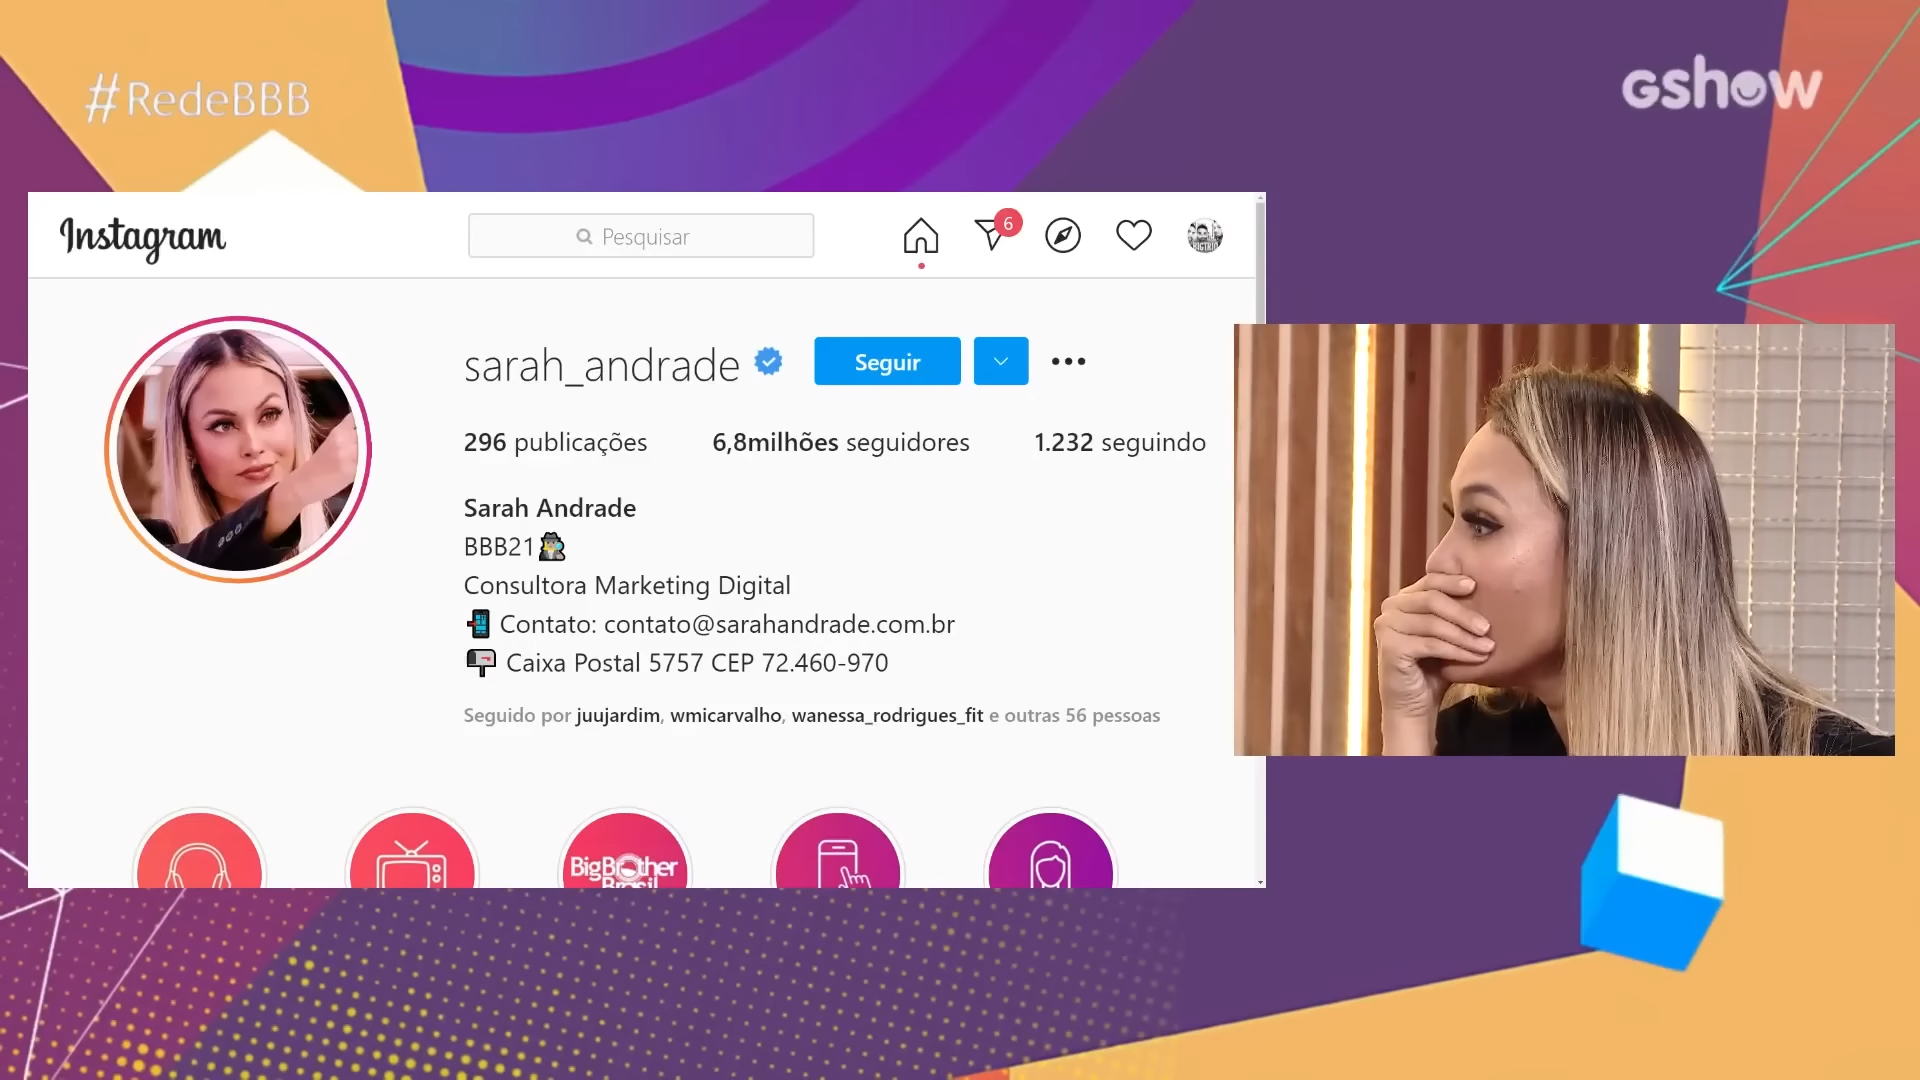 #RedeBBB
GSHOW
Instagram
Pesquisar
6
BIGTRIO
sarah_andrade
Seguir
296 publicações 6,8milhões seguidores 1.232 seguindo
Sarah Andrade
BBB21
Consultora Marketing Digital
Contato: contato@sarahandrade.com.br
Caixa Postal 5757 CEP 72.460-970
Seguido por juujardim, wmicarvalho, wanessa_rodrigues_fit e outras 56 pessoas
BigBrother
Brasil